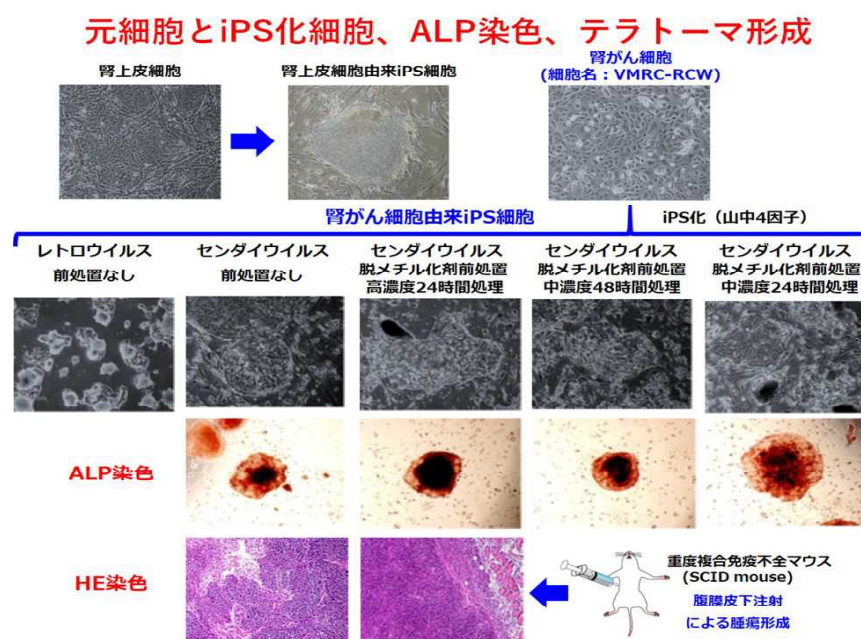 元細胞とiPS化細胞、ALP染色、テラトーマ形成
腎上皮細胞
腎上皮細胞由来iPS細胞
腎がん細胞
(細胞名：VMRC-RCW)
腎がん細胞由来iPS細胞
iPS化（山中4因子）
レトロウイルス
前処置なし
センダイウイルス
前処置なし
センダイウイルス
脱メチル化剤前処置
高濃度24時間処理
センダイウイルス
脱メチル化剤前処置
中濃度48時間処理
センダイウイルス
脱メチル化剤前処置
中濃度24時間処理
ALP染色
HE染色
重度複合免疫不全マウス
(SCID mouse)
腹膜皮下注射
による腫瘍形成